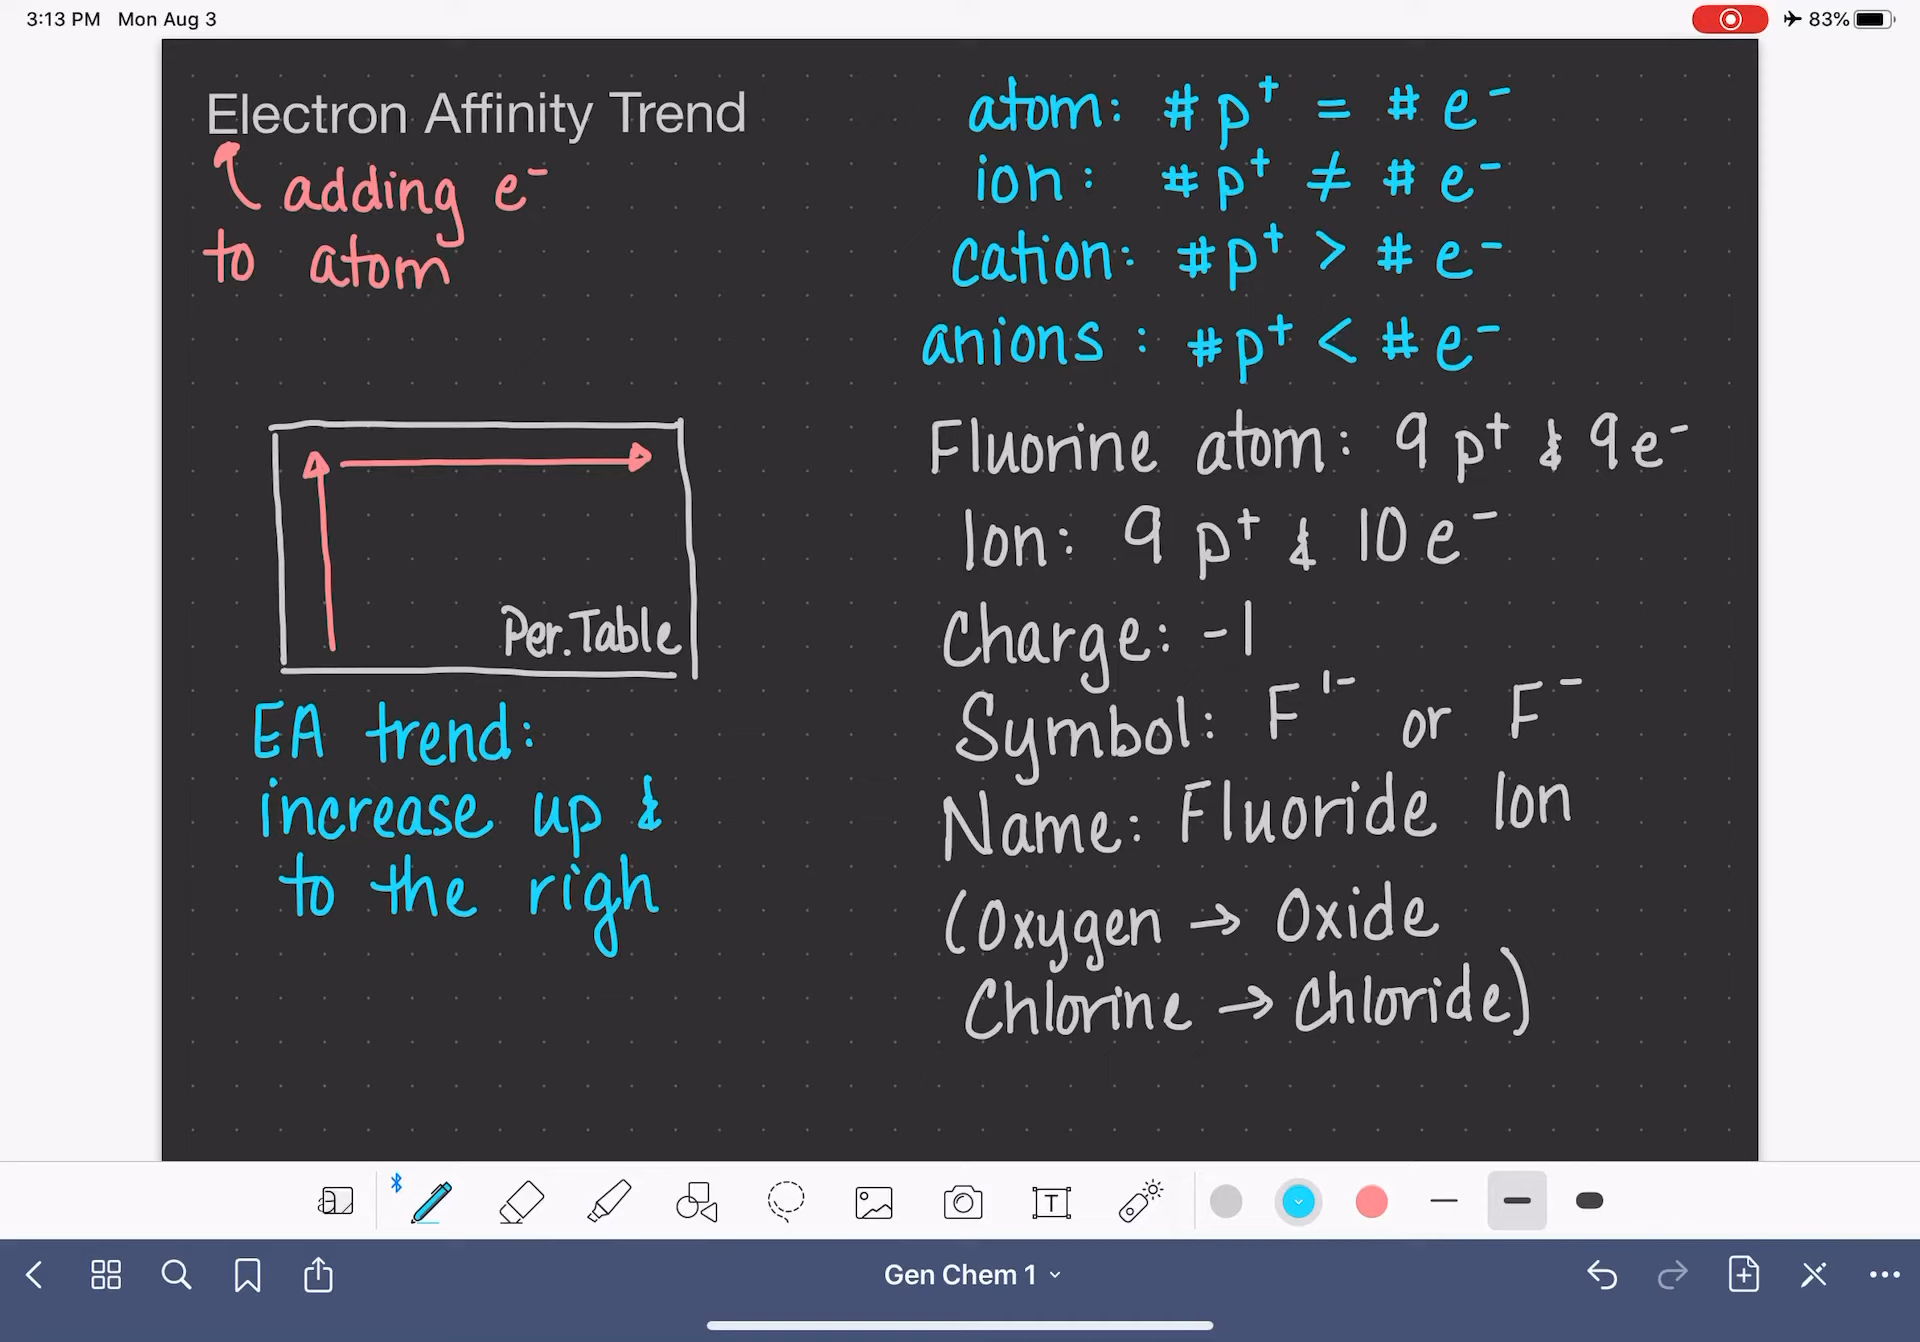 3:13 PM Mon Aug 3
83%
Electron Affinity Trend
adding e⁻
to atom
atom: # p⁺ = # e⁻
ion: # p⁺ ≠ # e⁻
cation: # p⁺ > # e⁻
anions : # p⁺ < # e⁻
Per. Table
EA trend:
increase up &
to the righ
Fluorine atom: 9 p⁺ & 9 e⁻
Ion: 9 p⁺ & 10 e⁻
Charge: -1
Symbol: F¹⁻ or F⁻
Name: Fluoride Ion
(Oxygen → Oxide
Chlorine → Chloride)
a
T
Gen Chem 1